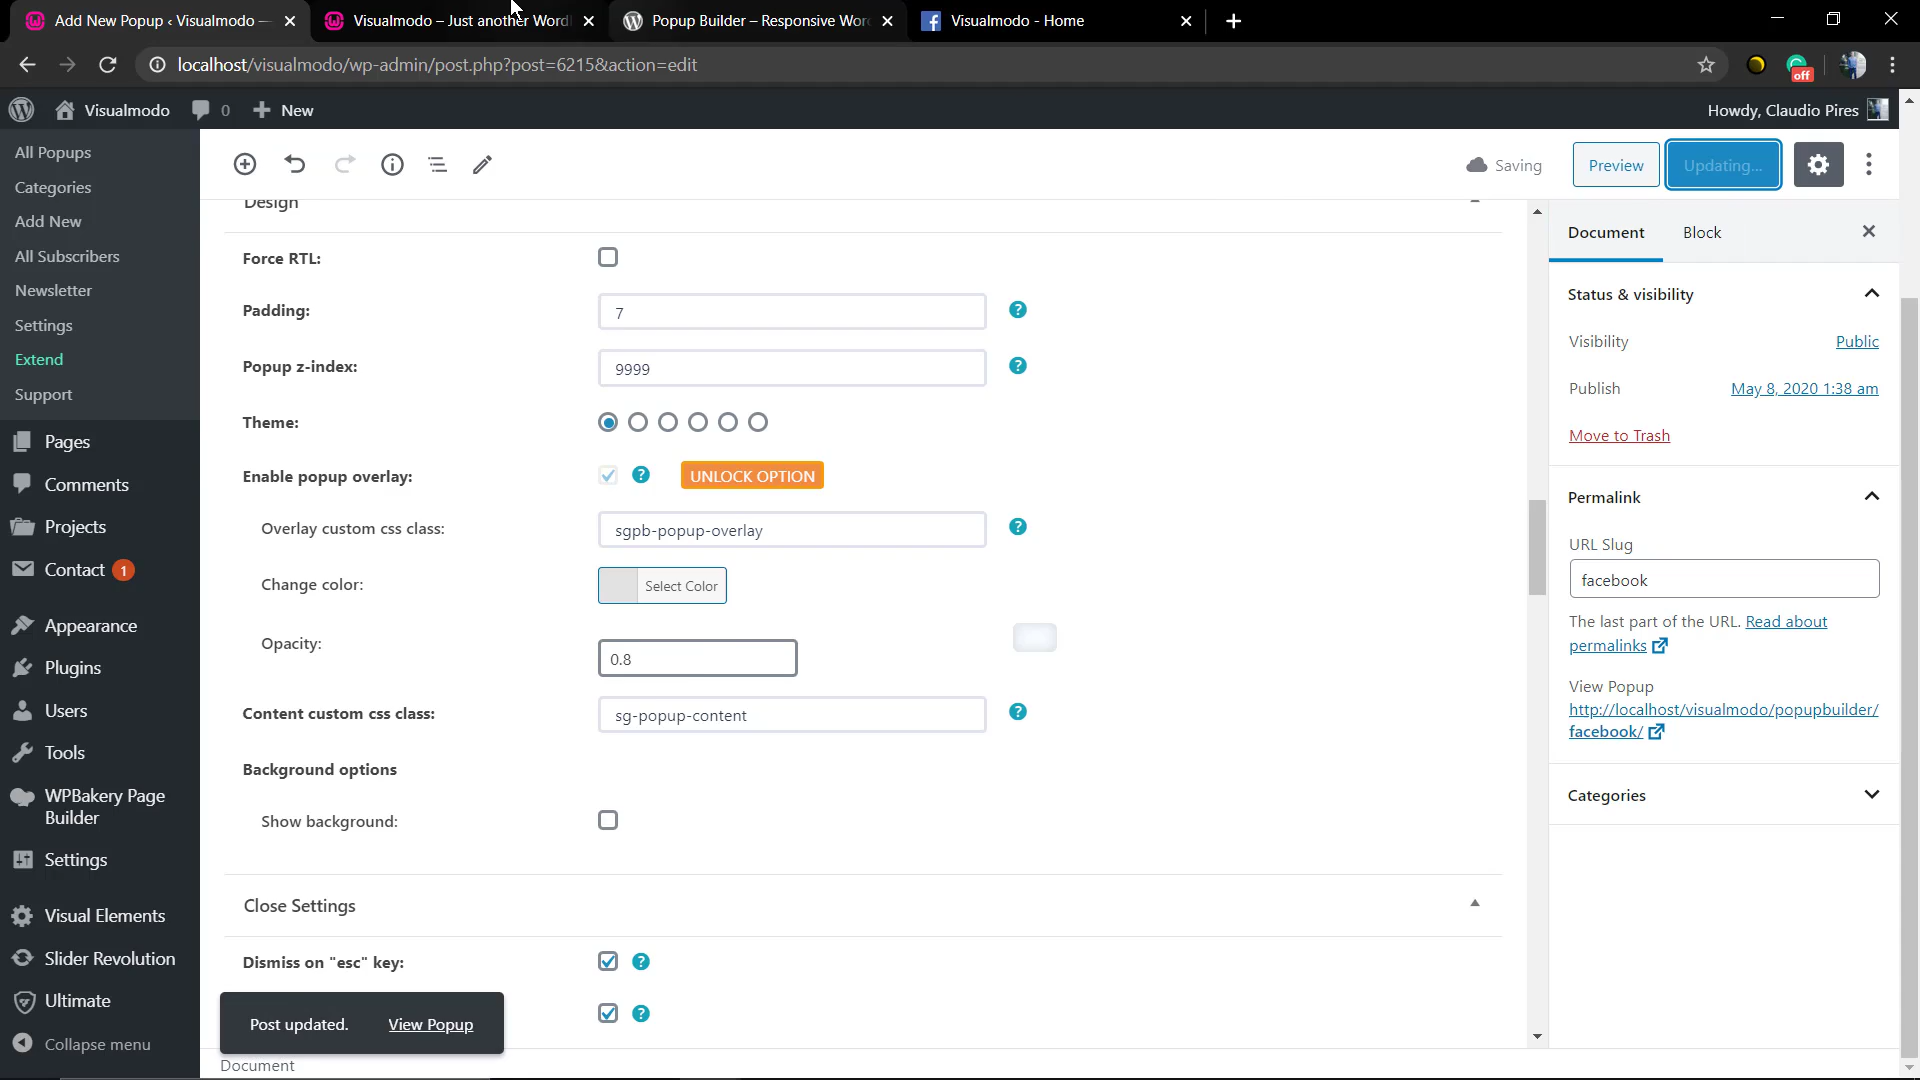 Add New Popup ‹ Visualmodo —
Visualmodo – Just another Word
Popup Builder – Responsive Wor
Visualmodo - Home
localhost/visualmodo/wp-admin/post.php?post=6215&action=edit
off
Visualmodo
0
New
Howdy, Claudio Pires
All Popups
Categories
Add New
All Subscribers
Newsletter
Settings
Extend
Support
Pages
Comments
Projects
Contact 1
Appearance
Plugins
Users
Tools
WPBakery Page
Builder
Settings
Visual Elements
Slider Revolution
Ultimate
Collapse menu
Saving
Preview
Updating...
Design
Force RTL:
Padding:
7
Popup z-index:
9999
Theme:
Enable popup overlay:
UNLOCK OPTION
Overlay custom css class:
sgpb-popup-overlay
Change color:
Select Color
Opacity:
0.8
Content custom css class:
sg-popup-content
Background options
Show background:
Close Settings
Dismiss on "esc" key:
Post updated.
View Popup
Document
Document
Block
Status & visibility
Visibility
Public
Publish
May 8, 2020 1:38 am
Move to Trash
Permalink
URL Slug
facebook
The last part of the URL. Read about
permalinks
View Popup
http://localhost/visualmodo/popupbuilder/
facebook/
Categories